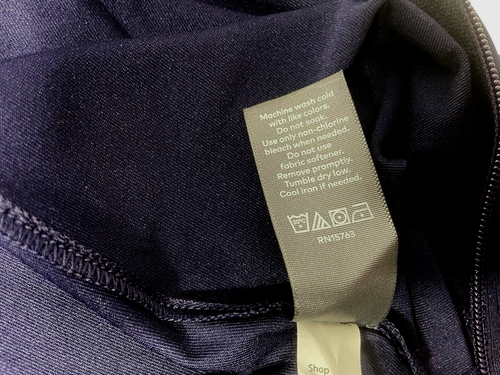 Machine wash cold
with like colors.
Do not soak.
Use only non-chlorine
bleach when needed.
Do not use
fabric softener.
Remove promptly.
Tumble dry low.
Cool iron if needed.
30°C
RN15763
Shop